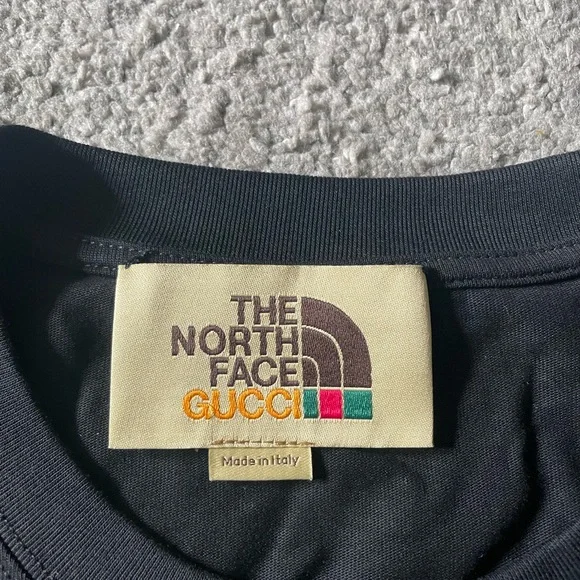 THE
NORTH
FACE
GUCCI
Made in Italy